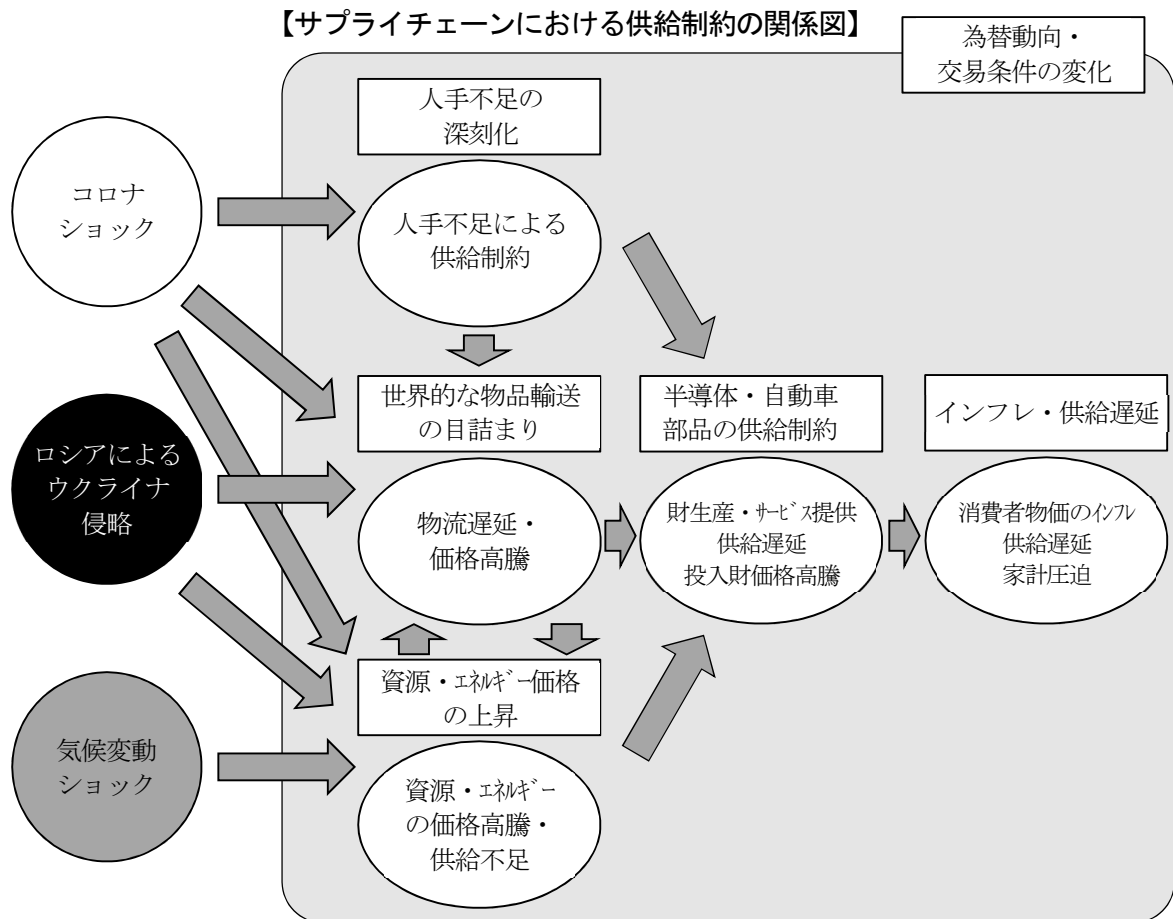 【サプライチェーンにおける供給制約の関係図】
為替動向・
交易条件の変化
人手不足の
深刻化
コロナ
ショック
人手不足による
供給制約
世界的な物品輸送
の目詰まり
半導体・自動車
部品の供給制約
インフレ・供給遅延
ロシアによる
ウクライナ
侵略
物流遅延・
価格高騰
財生産・ｻｰﾋﾞｽ提供
供給遅延
投入財価格高騰
消費者物価のｲﾝﾌﾚ
供給遅延
家計圧迫
資源・ｴﾈﾙｷﾞｰ価格
の上昇
気候変動
ショック
資源・ｴﾈﾙｷﾞｰ
の価格高騰・
供給不足